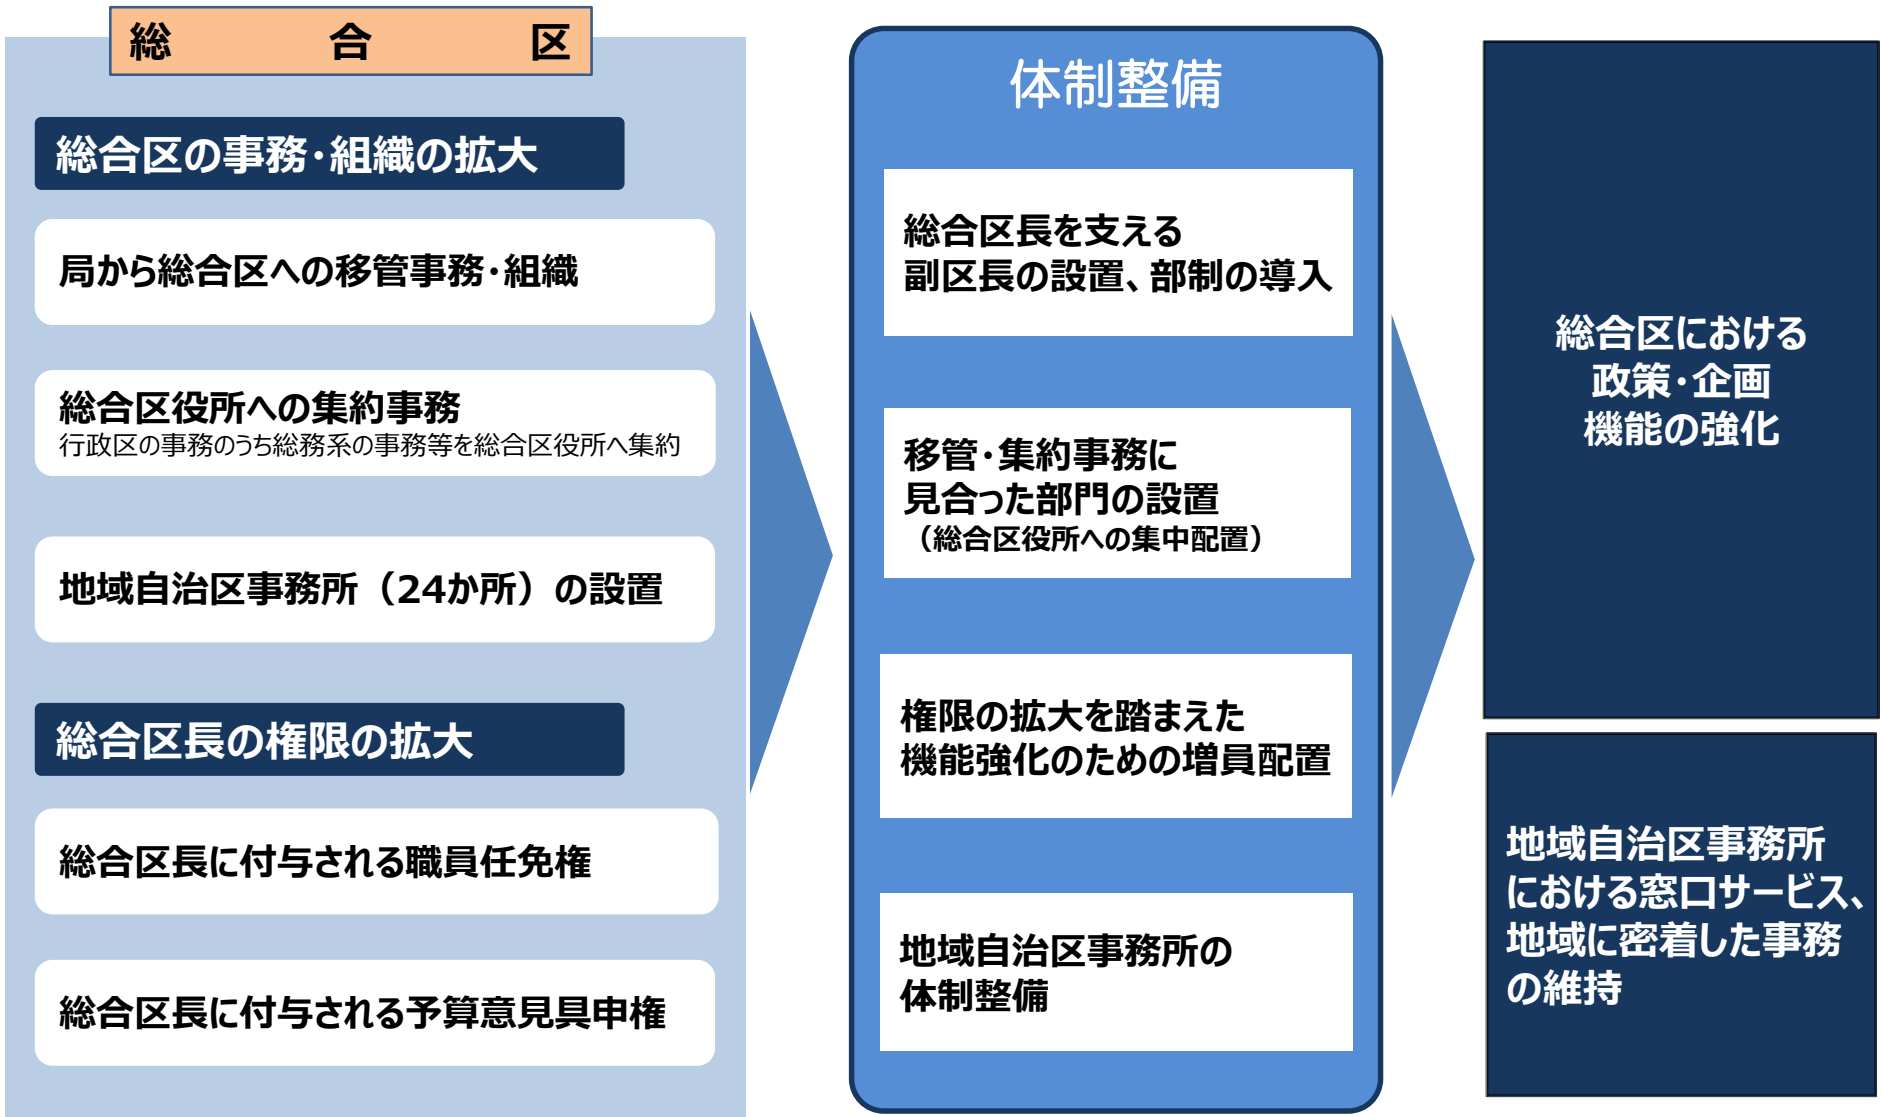 総合区
総合区の事務・組織の拡大
局から総合区への移管事務・組織
総合区役所への集約事務
行政区の事務のうち総務系の事務等を総合区役所へ集約
地域自治区事務所（24か所）の設置
総合区長の権限の拡大
総合区長に付与される職員任免権
総合区長に付与される予算意見具申権
体制整備
総合区長を支える
副区長の設置、部制の導入
移管・集約事務に
見合った部門の設置
（総合区役所への集中配置）
権限の拡大を踏まえた
機能強化のための増員配置
地域自治区事務所の
体制整備
総合区における
政策・企画
機能の強化
地域自治区事務所
における窓口サービス、
地域に密着した事務
の維持